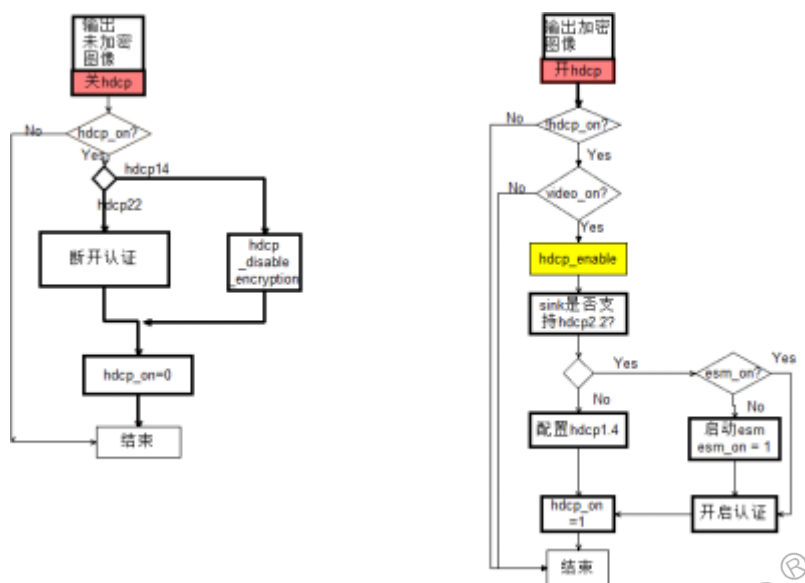 输出
未加密
图像
关hdcp
hdcp_on?
No
Yes
hdcp14
hdcp22
断开认证
hdcp
_disable
_encryption
hdcp_on=0
结束
输出加密
图像
开hdcp
!hdcp_on?
No
Yes
video_on?
No
Yes
hdcp_enable
sink是否支
持hdcp2.2?
Yes
No
esm_on?
Yes
No
配置hdcp1.4
启动esm
esm_on = 1
hdcp_on
=1
开启认证
结束
®